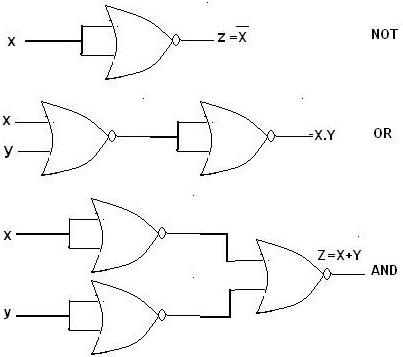 x z = X̅ NOT
x
y =X.Y OR
x
Z=X+Y
AND
y